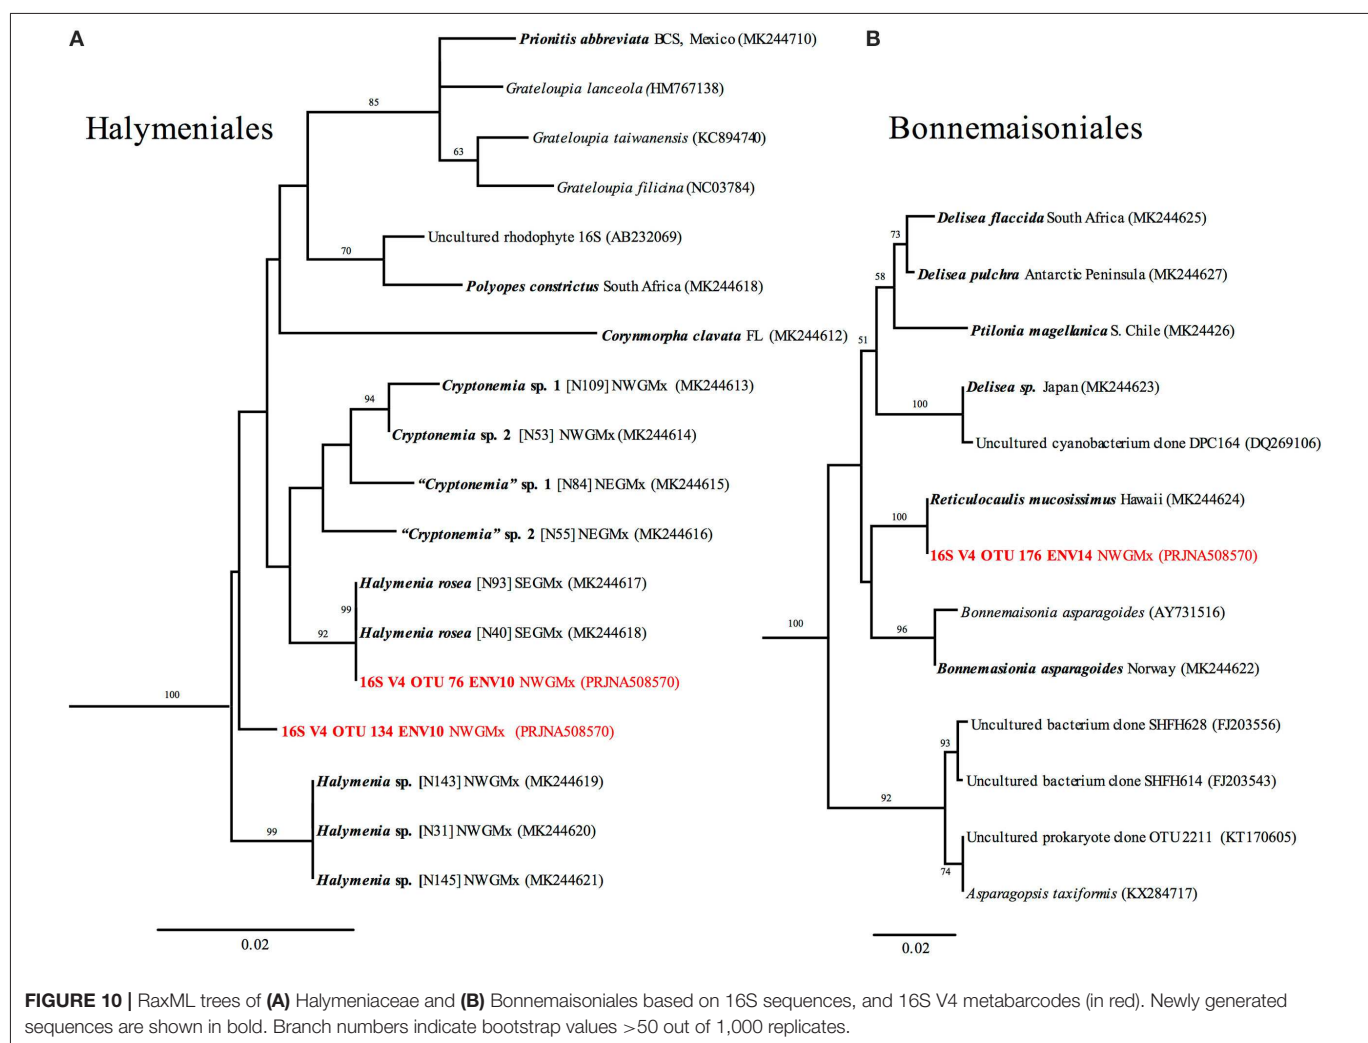 A
Halymeniales
Prionitis abbreviata BCS, Mexico (MK244710)
Grateloupia lanceola (HM767138)
85
Grateloupia taiwanensis (KC894740)
63
Grateloupia filicina (NC03784)
Uncultured rhodophyte 16S (AB232069)
70
Polyopes constrictus South Africa (MK244618)
Corynmorpha clavata FL (MK244612)
Cryptonemia sp. 1 [N109] NWGMx (MK244613)
94
Cryptonemia sp. 2 [N53] NWGMx (MK244614)
“Cryptonemia” sp. 1 [N84] NEGMx (MK244615)
“Cryptonemia” sp. 2 [N55] NEGMx (MK244616)
Halymenia rosea [N93] SEGMx (MK244617)
99
92
Halymenia rosea [N40] SEGMx (MK244618)
16S V4 OTU 76 ENV10 NWGMx (PRJNA508570)
100
16S V4 OTU 134 ENV10 NWGMx (PRJNA508570)
Halymenia sp. [N143] NWGMx (MK244619)
99
Halymenia sp. [N31] NWGMx (MK244620)
Halymenia sp. [N145] NWGMx (MK244621)
0.02
B
Bonnemaisoniales
Delisea flaccida South Africa (MK244625)
73
Delisea pulchra Antarctic Peninsula (MK244627)
58
Ptilonia magellanica S. Chile (MK24426)
51
Delisea sp. Japan (MK244623)
100
Uncultured cyanobacterium clone DPC164 (DQ269106)
Reticulocaulis mucosissimus Hawaii (MK244624)
100
16S V4 OTU 176 ENV14 NWGMx (PRJNA508570)
Bonnemaisonia asparagoides (AY731516)
96
100
Bonnemasionia asparagoides Norway (MK244622)
Uncultured bacterium clone SHFH628 (FJ203556)
93
Uncultured bacterium clone SHFH614 (FJ203543)
92
Uncultured prokaryote clone OTU2211 (KT170605)
74
Asparagopsis taxiformis (KX284717)
0.02
FIGURE 10 | RaxML trees of (A) Halymeniaceae and (B) Bonnemaisoniales based on 16S sequences, and 16S V4 metabarcodes (in red). Newly generated
sequences are shown in bold. Branch numbers indicate bootstrap values >50 out of 1,000 replicates.